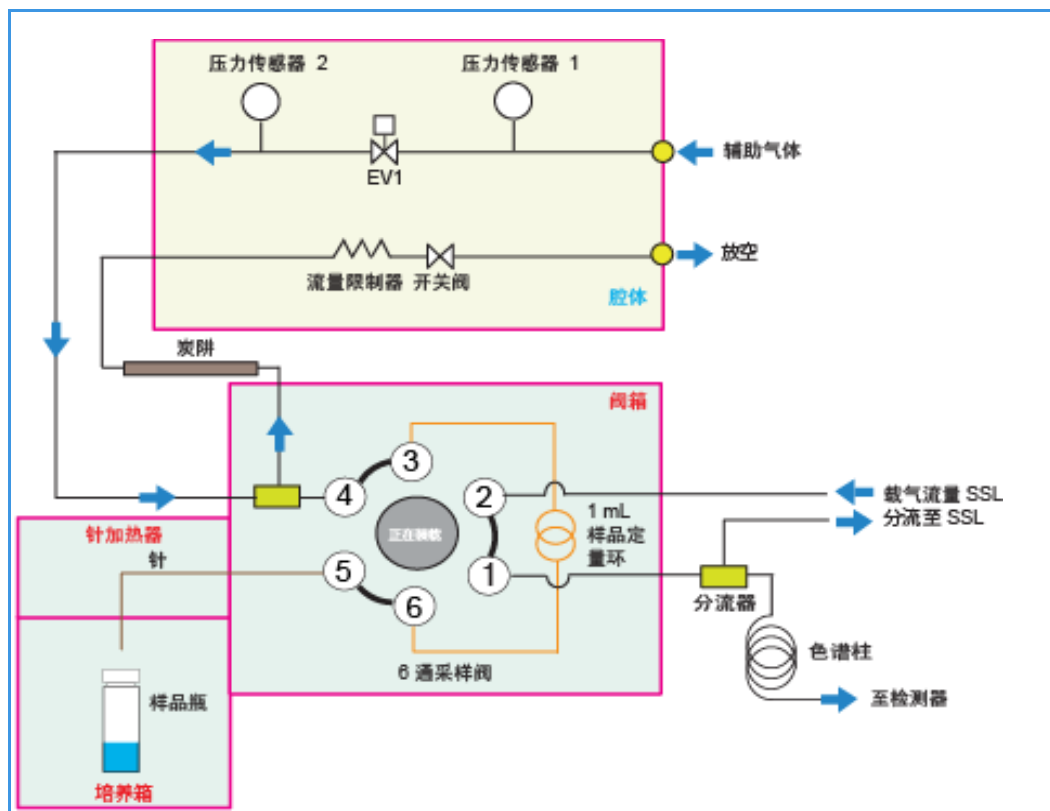 压力传感器 2
压力传感器 1
辅助气体
EV1
放空
流量限制器 开关阀
腔体
炭阱
阀箱
3
4
2
载气流量 SSL
分流至 SSL
1 mL
样品定
量环
正在装载
针加热器
针
5
1
6
分流器
色谱柱
6 通采样阀
样品瓶
至检测器
培养箱